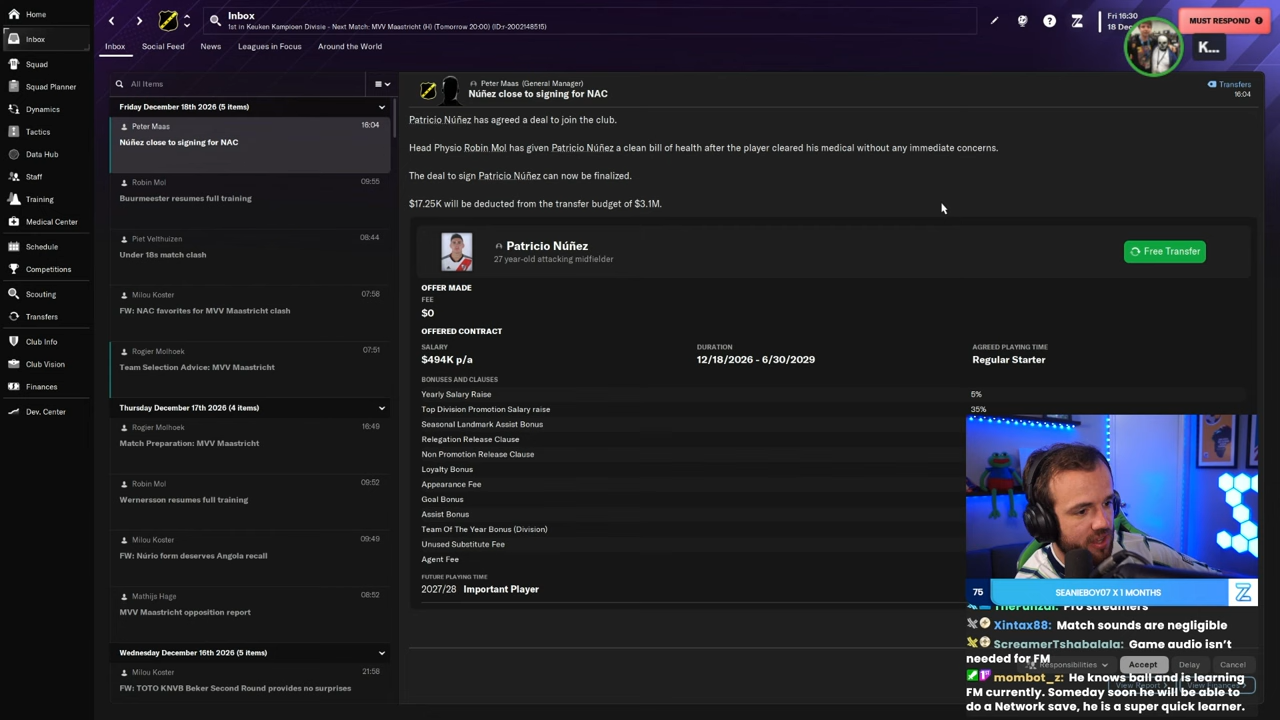 Home
Inbox
Squad
Squad Planner
Dynamics
Tactics
Data Hub
Staff
Training
Medical Center
Schedule
Competitions
Scouting
Transfers
Club Info
Club Vision
Finances
Dev. Center
Inbox
1st in Keuken Kampioen Divisie - Next Match: MVV Maastricht (H) (Tomorrow 20:00) (ID:r-2002148515)
Fri 16:30
18 Dec
MUST RESPOND
K...
Inbox
Social Feed
News
Leagues in Focus
Around the World
All Items
Friday December 18th 2026 (5 items)
Peter Maas 16:04
Núñez close to signing for NAC
Robin Mol 09:55
Buurmeester resumes full training
Piet Velthuizen 08:44
Under 18s match clash
Milou Koster 07:58
FW: NAC favorites for MVV Maastricht clash
Rogier Molhoek 07:51
Team Selection Advice: MVV Maastricht
Thursday December 17th 2026 (4 items)
Rogier Molhoek 16:49
Match Preparation: MVV Maastricht
Robin Mol 09:52
Wernersson resumes full training
Milou Koster 09:49
FW: Núrio form deserves Angola recall
Mathijs Hage 08:52
MVV Maastricht opposition report
Wednesday December 16th 2026 (5 items)
Milou Koster 21:58
FW: TOTO KNVB Beker Second Round provides no surprises
Peter Maas (General Manager)
Núñez close to signing for NAC
Transfers
16:04
Patricio Núñez has agreed a deal to join the club.
Head Physio Robin Mol has given Patricio Núñez a clean bill of health after the player cleared his medical without any immediate concerns.
The deal to sign Patricio Núñez can now be finalized.
$17.25K will be deducted from the transfer budget of $3.1M.
Patricio Núñez
27 year-old attacking midfielder
Free Transfer
OFFER MADE
FEE
$0
OFFERED CONTRACT
SALARY DURATION AGREED PLAYING TIME
$494K p/a 12/18/2026 - 6/30/2029 Regular Starter
BONUSES AND CLAUSES
Yearly Salary Raise 5%
Top Division Promotion Salary raise 35%
Seasonal Landmark Assist Bonus
Relegation Release Clause
Non Promotion Release Clause
Loyalty Bonus
Appearance Fee
Goal Bonus
Assist Bonus
Team Of The Year Bonus (Division)
Unused Substitute Fee
Agent Fee
FUTURE PLAYING TIME
2027/28 Important Player
75 SEANIEBOY07 X 1 MONTHS
Pro streamers
Xintax88: Match sounds are negligible
ScreamerTshabalala: Game audio isn't
needed for FM
Responsibilities Accept Delay Cancel
mombot_z: He knows ball and is learning
View Report View Finances
FM currently. Someday soon he will be able to
do a Network save, he is a super quick learner.